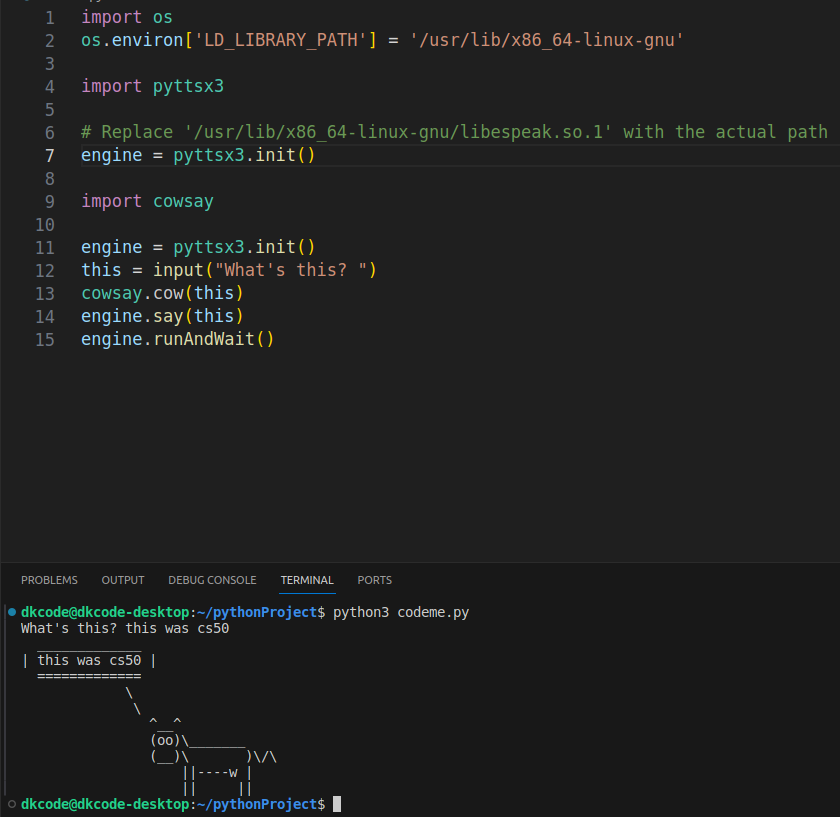 1 import os
2 os.environ['LD_LIBRARY_PATH'] = '/usr/lib/x86_64-linux-gnu'
3
4 import pyttsx3
5
6 # Replace '/usr/lib/x86_64-linux-gnu/libespeak.so.1' with the actual path
7 engine = pyttsx3.init()
8
9 import cowsay
10
11 engine = pyttsx3.init()
12 this = input("What's this? ")
13 cowsay.cow(this)
14 engine.say(this)
15 engine.runAndWait()
PROBLEMS OUTPUT DEBUG CONSOLE TERMINAL PORTS
dkcode@dkcode-desktop:~/pythonProject$ python3 codeme.py
What's this? this was cs50
  _____________
| this was cs50 |
  =============
             \
              \
                ^__^
                (oo)\_______
                (__)\       )\/\
                    ||----w |
                    ||     ||
dkcode@dkcode-desktop:~/pythonProject$